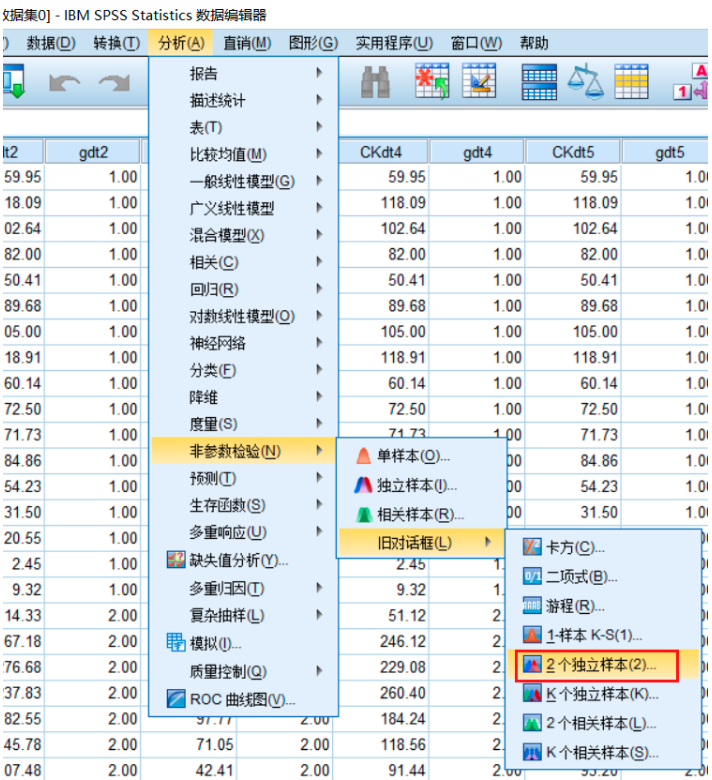 数据集0] - IBM SPSS Statistics 数据编辑器
数据(D) 转换(T) 分析(A) 直销(M) 图形(G) 实用程序(U) 窗口(W) 帮助
报告
描述统计
表(T)
比较均值(M)
一般线性模型(G)
广义线性模型
混合模型(X)
相关(C)
回归(R)
对数线性模型(O)
神经网络
分类(F)
降维
度量(S)
非参数检验(N)
预测(T)
生存函数(S)
多重响应(U)
缺失值分析(Y)...
多重归因(T)
复杂抽样(L)
模拟(I)...
质量控制(Q)
ROC 曲线图(V)...
单样本(O)...
独立样本(I)...
相关样本(R)...
旧对话框(L)
卡方(C)...
二项式(B)...
游程(R)...
1-样本 K-S(1)...
2 个独立样本(2)...
K 个独立样本(K)...
2 个相关样本(L)...
K 个相关样本(S)...
lt2 gdt2 CKdt4 gdt4 CKdt5 gdt5
59.95 1.00 59.95 1.00 59.95 1.0
18.09 1.00 118.09 1.00 118.09 1.0
02.64 1.00 102.64 1.00 102.64 1.0
82.00 1.00 82.00 1.00 82.00 1.0
50.41 1.00 50.41 1.00 50.41 1.0
89.68 1.00 89.68 1.00 89.68 1.0
05.00 1.00 105.00 1.00 105.00 1.0
18.91 1.00 118.91 1.00 118.91 1.0
60.14 1.00 60.14 1.00 60.14 1.0
72.50 1.00 72.50 1.00 72.50 1.0
71.73 1.00 71.73 1.00 71.73 1.0
84.86 1.00 00 84.86 1.0
54.23 1.00 00 54.23 1.0
31.50 1.00 00 31.50 1.0
20.55 1.00
2.45 1.00 2.45 1.
9.32 1.00 9.32 1.
14.33 2.00 51.12 2.
67.18 2.00 246.12 2.
276.68 2.00 229.08 2.
237.83 2.00 260.40 2.
82.55 2.00 97.77 2.00 184.24 2.
45.78 2.00 71.05 2.00 118.56 2.
07.48 2.00 42.41 2.00 91.44 2.00 93.20 2.00